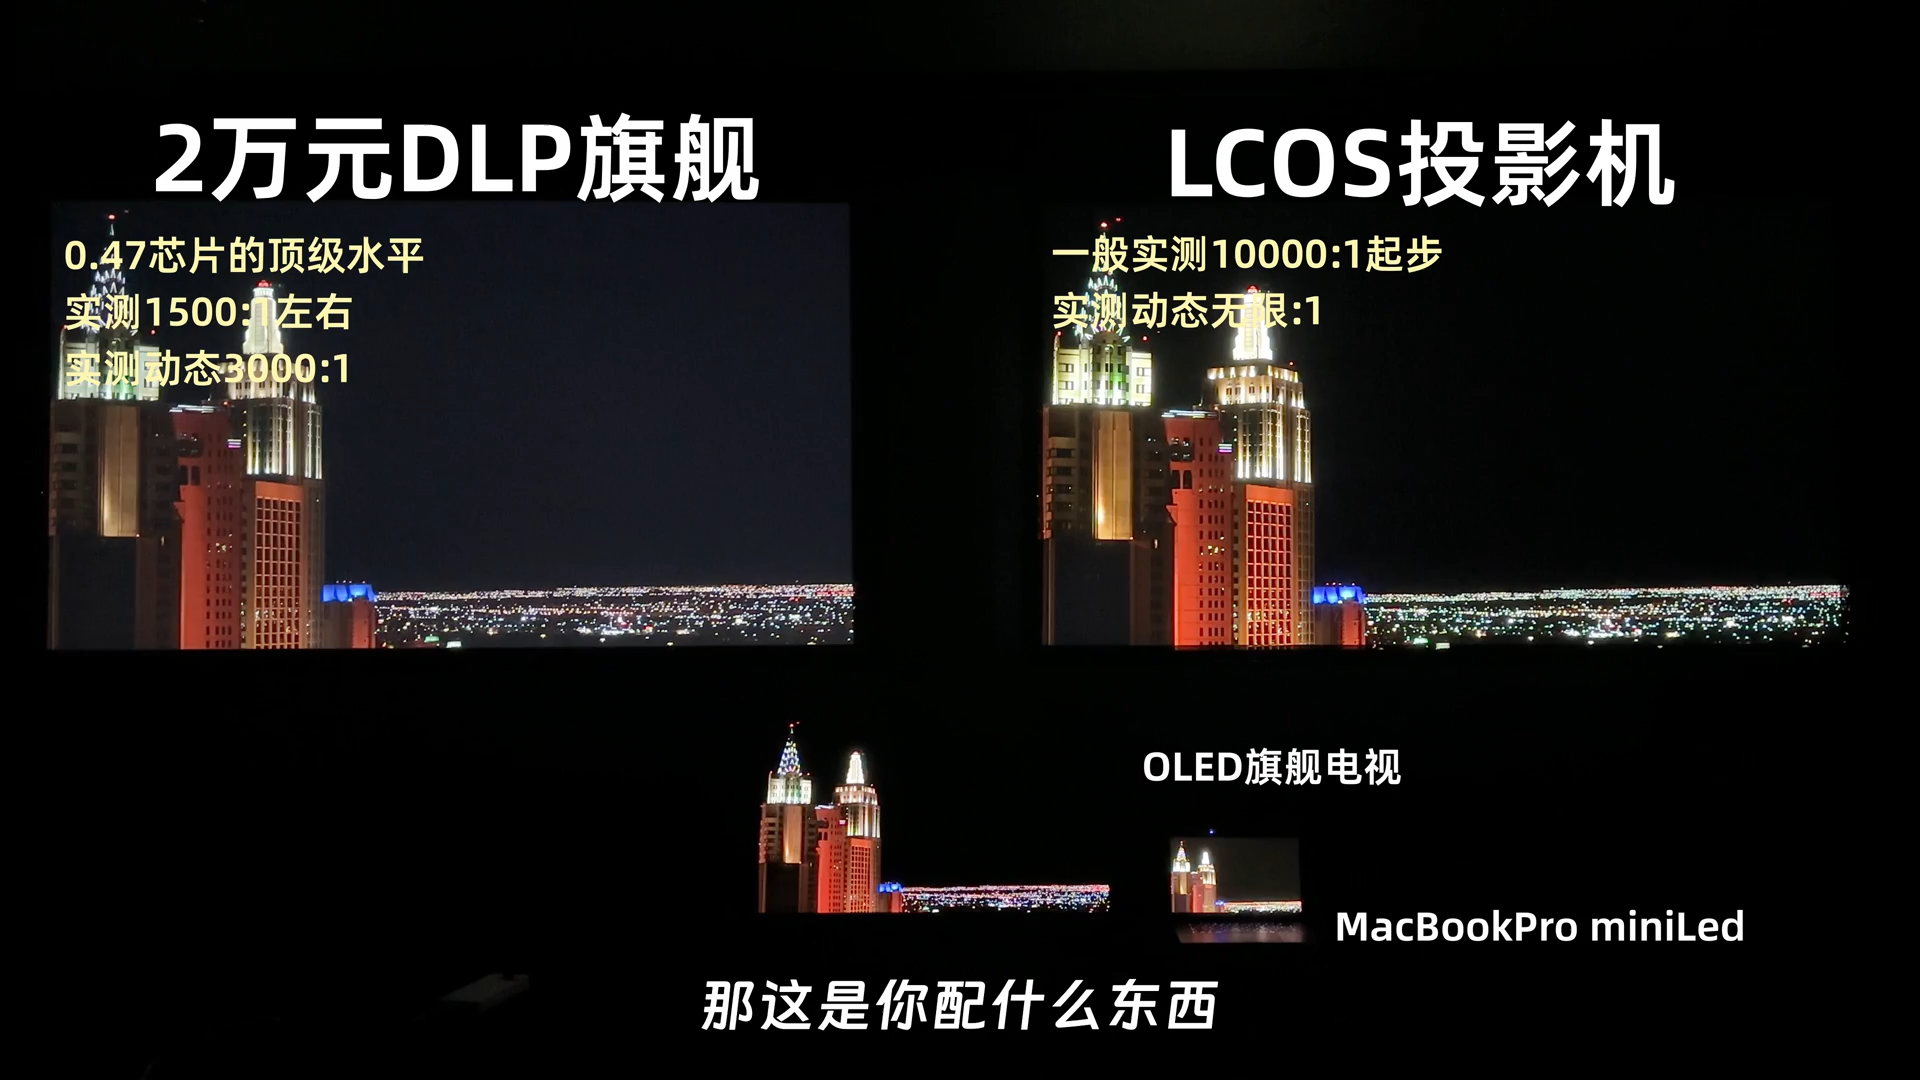 2万元DLP旗舰
0.47芯片的顶级水平
实测1500:1左右
实测动态3000:1
LCOS投影机
一般实测10000:1起步
实测动态无限:1
OLED旗舰电视
MacBookPro miniLed
那这是你配什么东西